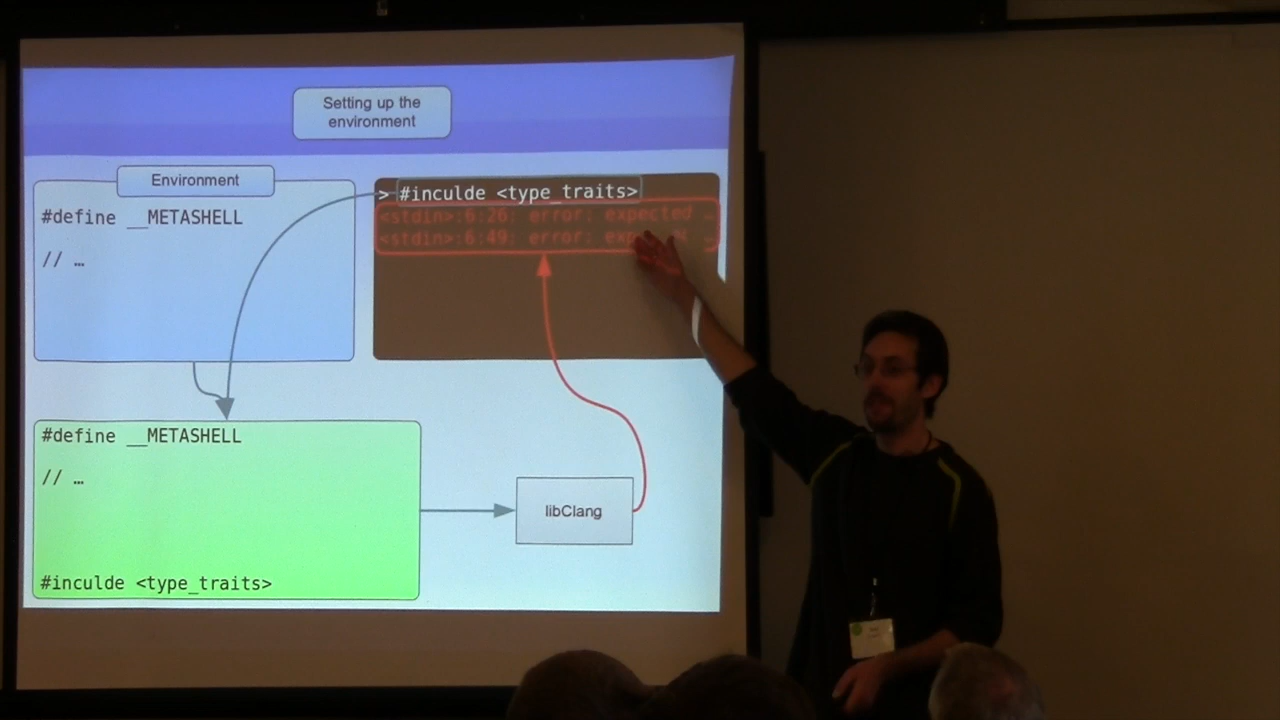 Setting up the
environment
Environment
#define __METASHELL
// …
> #inculde <type_traits>
<stdin>:6:26: error: expected …
<stdin>:6:49: error: …
#define __METASHELL
// …
#inculde <type_traits>
libClang